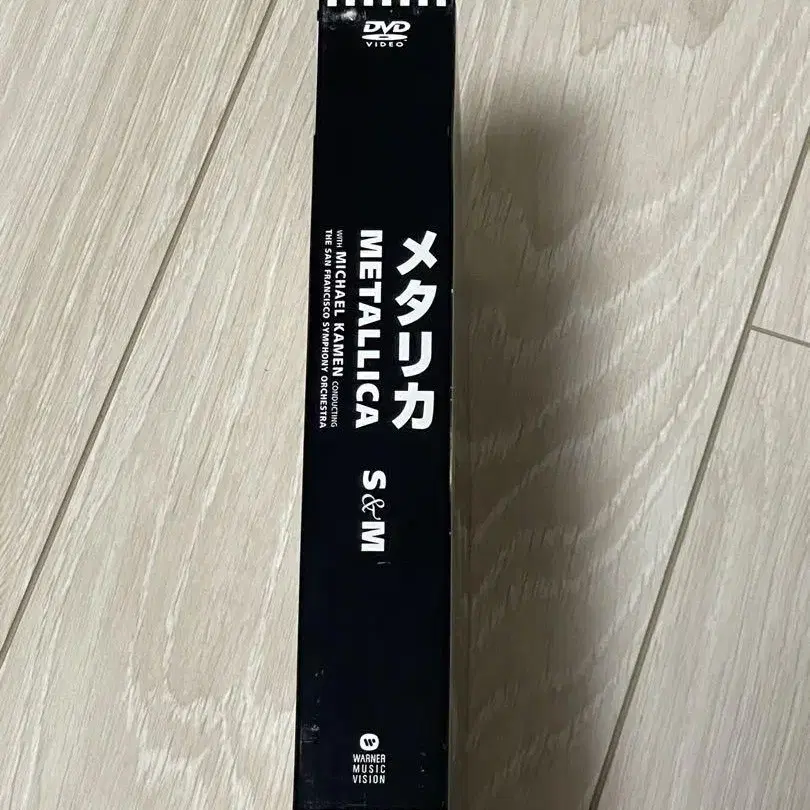 DVD
VIDEO
メタリカ
METALLICA S&M
WITH MICHAEL KAMEN CONDUCTING
THE SAN FRANCISCO SYMPHONY ORCHESTRA
WARNER
MUSIC
VISION